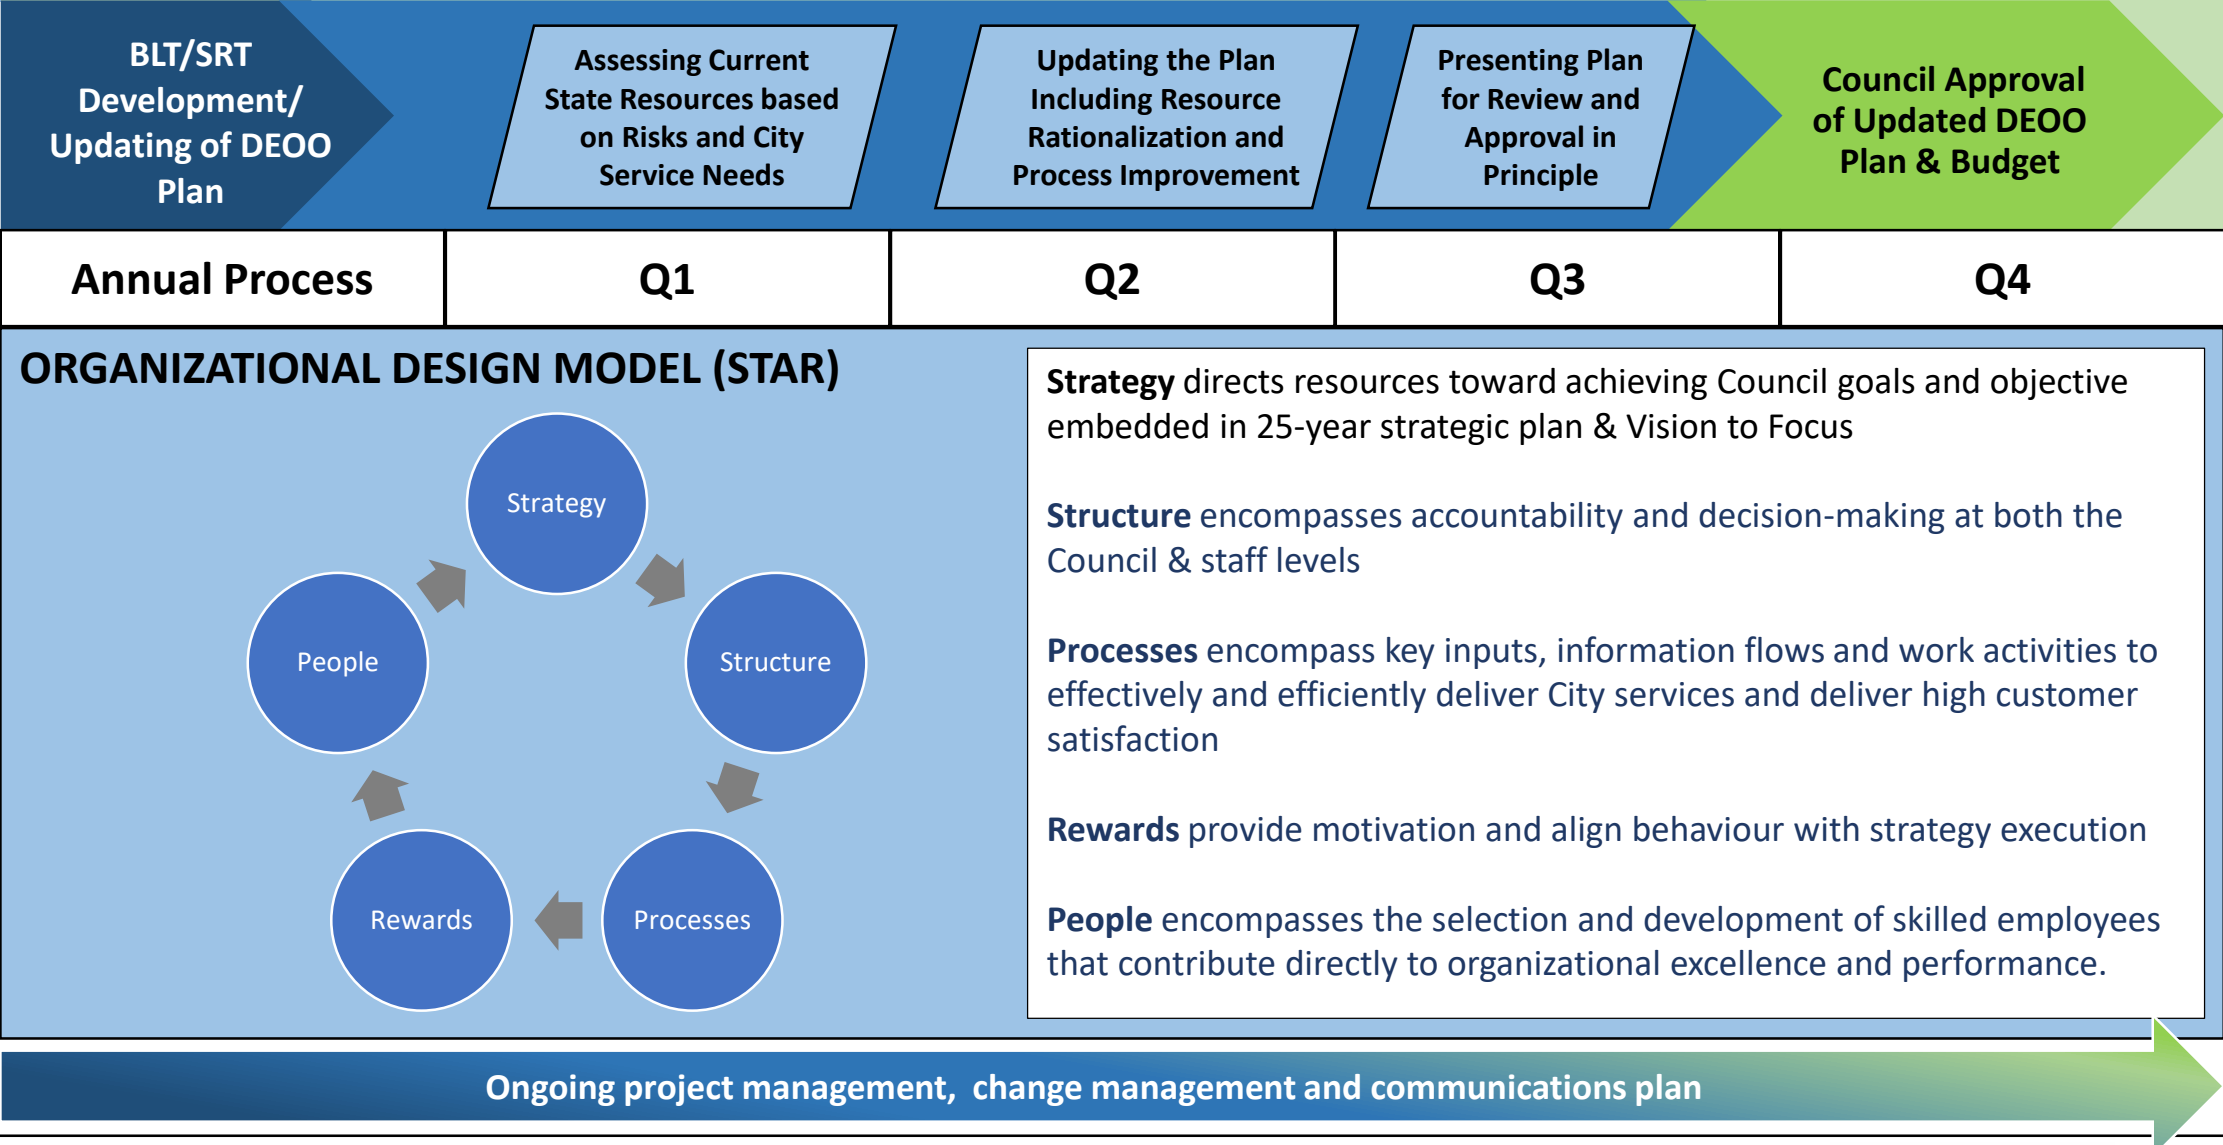 BLT/SRT
Development/
Updating of DEOO
Plan
Assessing Current
State Resources based
on Risks and City
Service Needs
Updating the Plan
Including Resource
Rationalization and
Process Improvement
Presenting Plan
for Review and
Approval in
Principle
Council Approval
of Updated DEOO
Plan & Budget
Annual Process
Q1
Q2
Q3
Q4
ORGANIZATIONAL DESIGN MODEL (STAR)
Strategy
Structure
Processes
Rewards
People
Strategy directs resources toward achieving Council goals and objective
embedded in 25-year strategic plan & Vision to Focus
Structure encompasses accountability and decision-making at both the
Council & staff levels
Processes encompass key inputs, information flows and work activities to
effectively and efficiently deliver City services and deliver high customer
satisfaction
Rewards provide motivation and align behaviour with strategy execution
People encompasses the selection and development of skilled employees
that contribute directly to organizational excellence and performance.
Ongoing project management, change management and communications plan